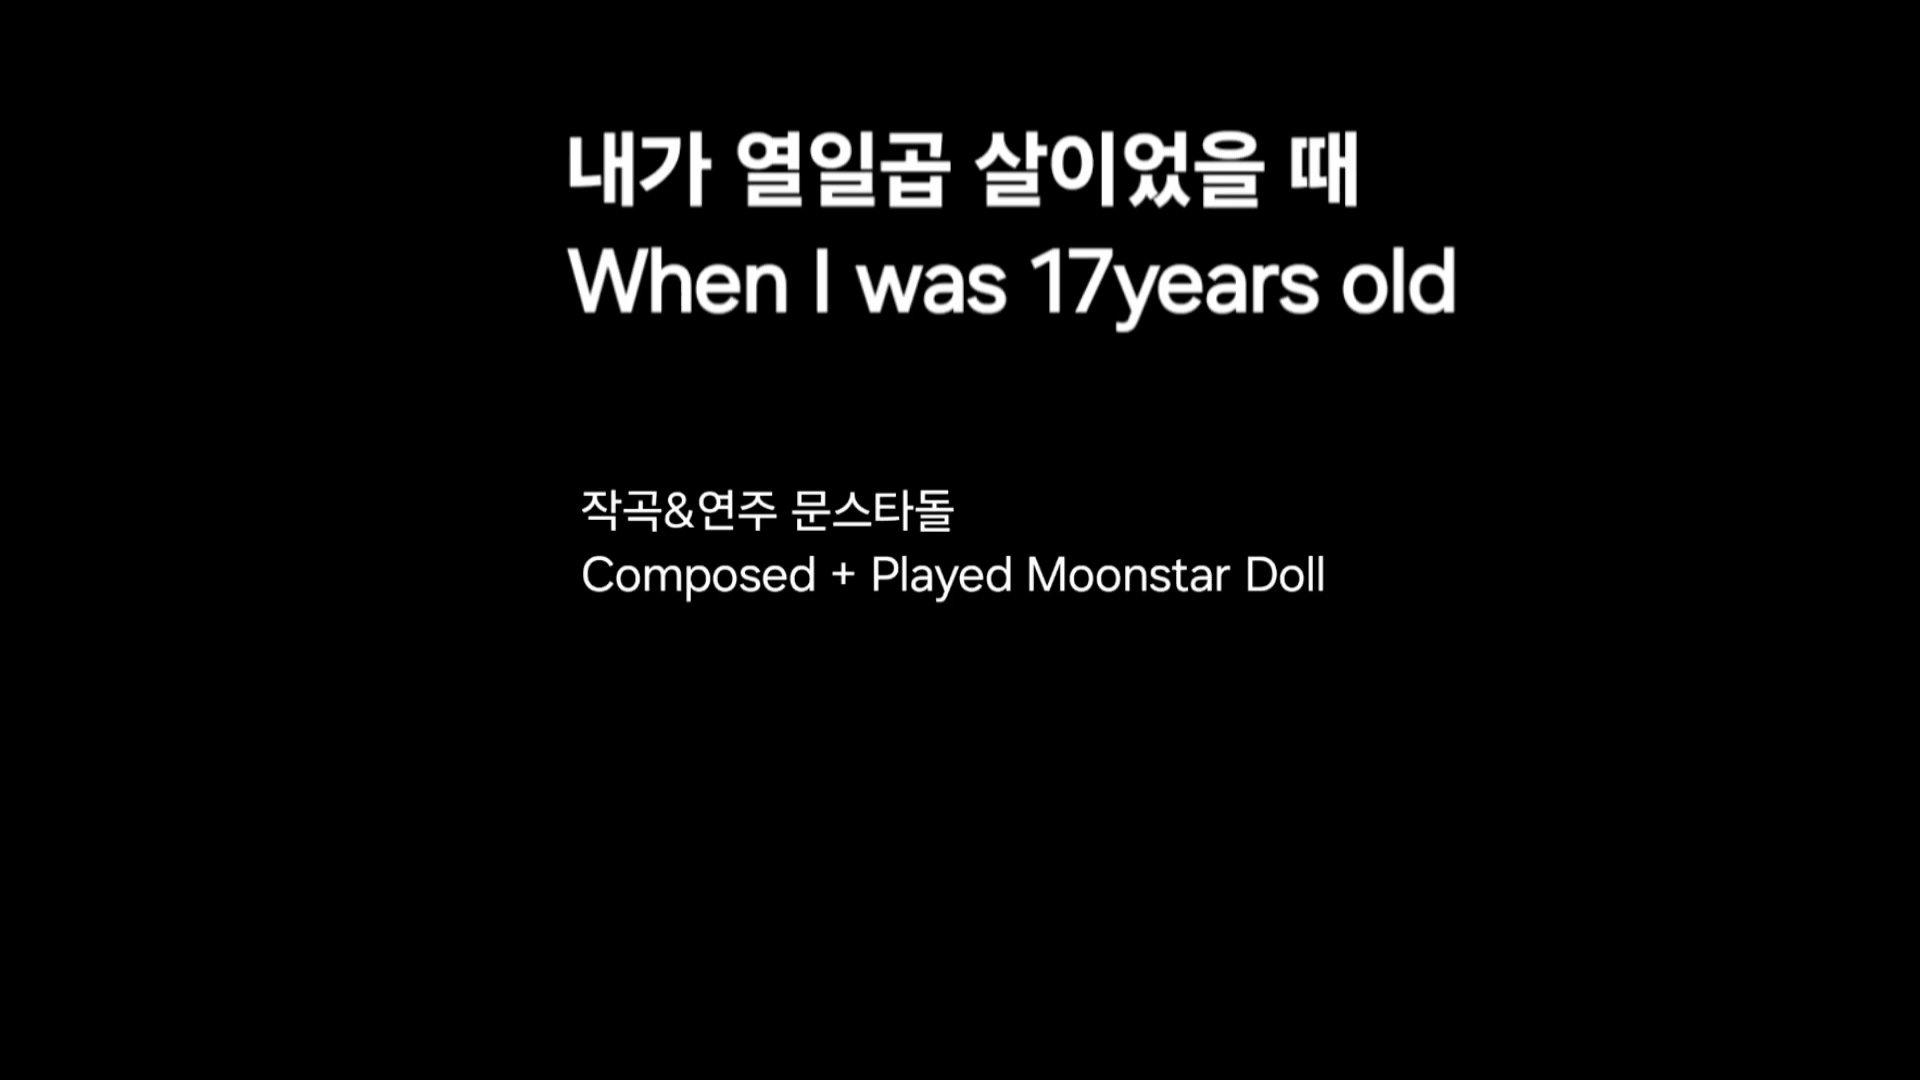 내가 열일곱 살이었을 때
When I was 17years old
작곡&연주 문스타돌
Composed + Played Moonstar Doll